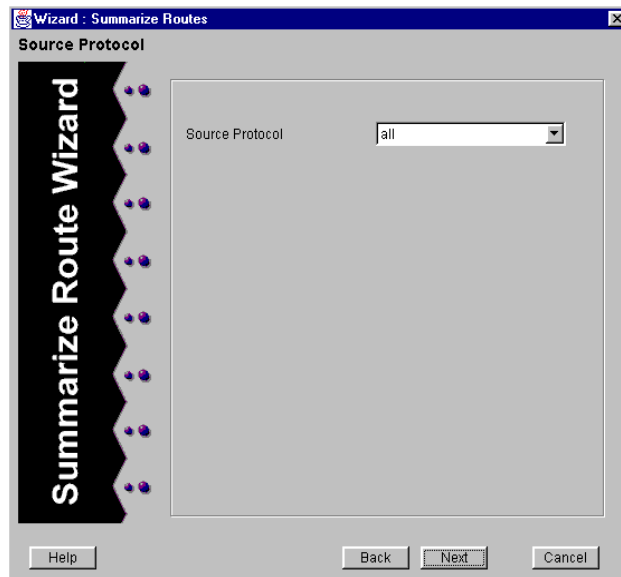 Wizard : Summarize Routes
Source Protocol
Summarize Route Wizard
Source Protocol
all
Help
Back
Next
Cancel